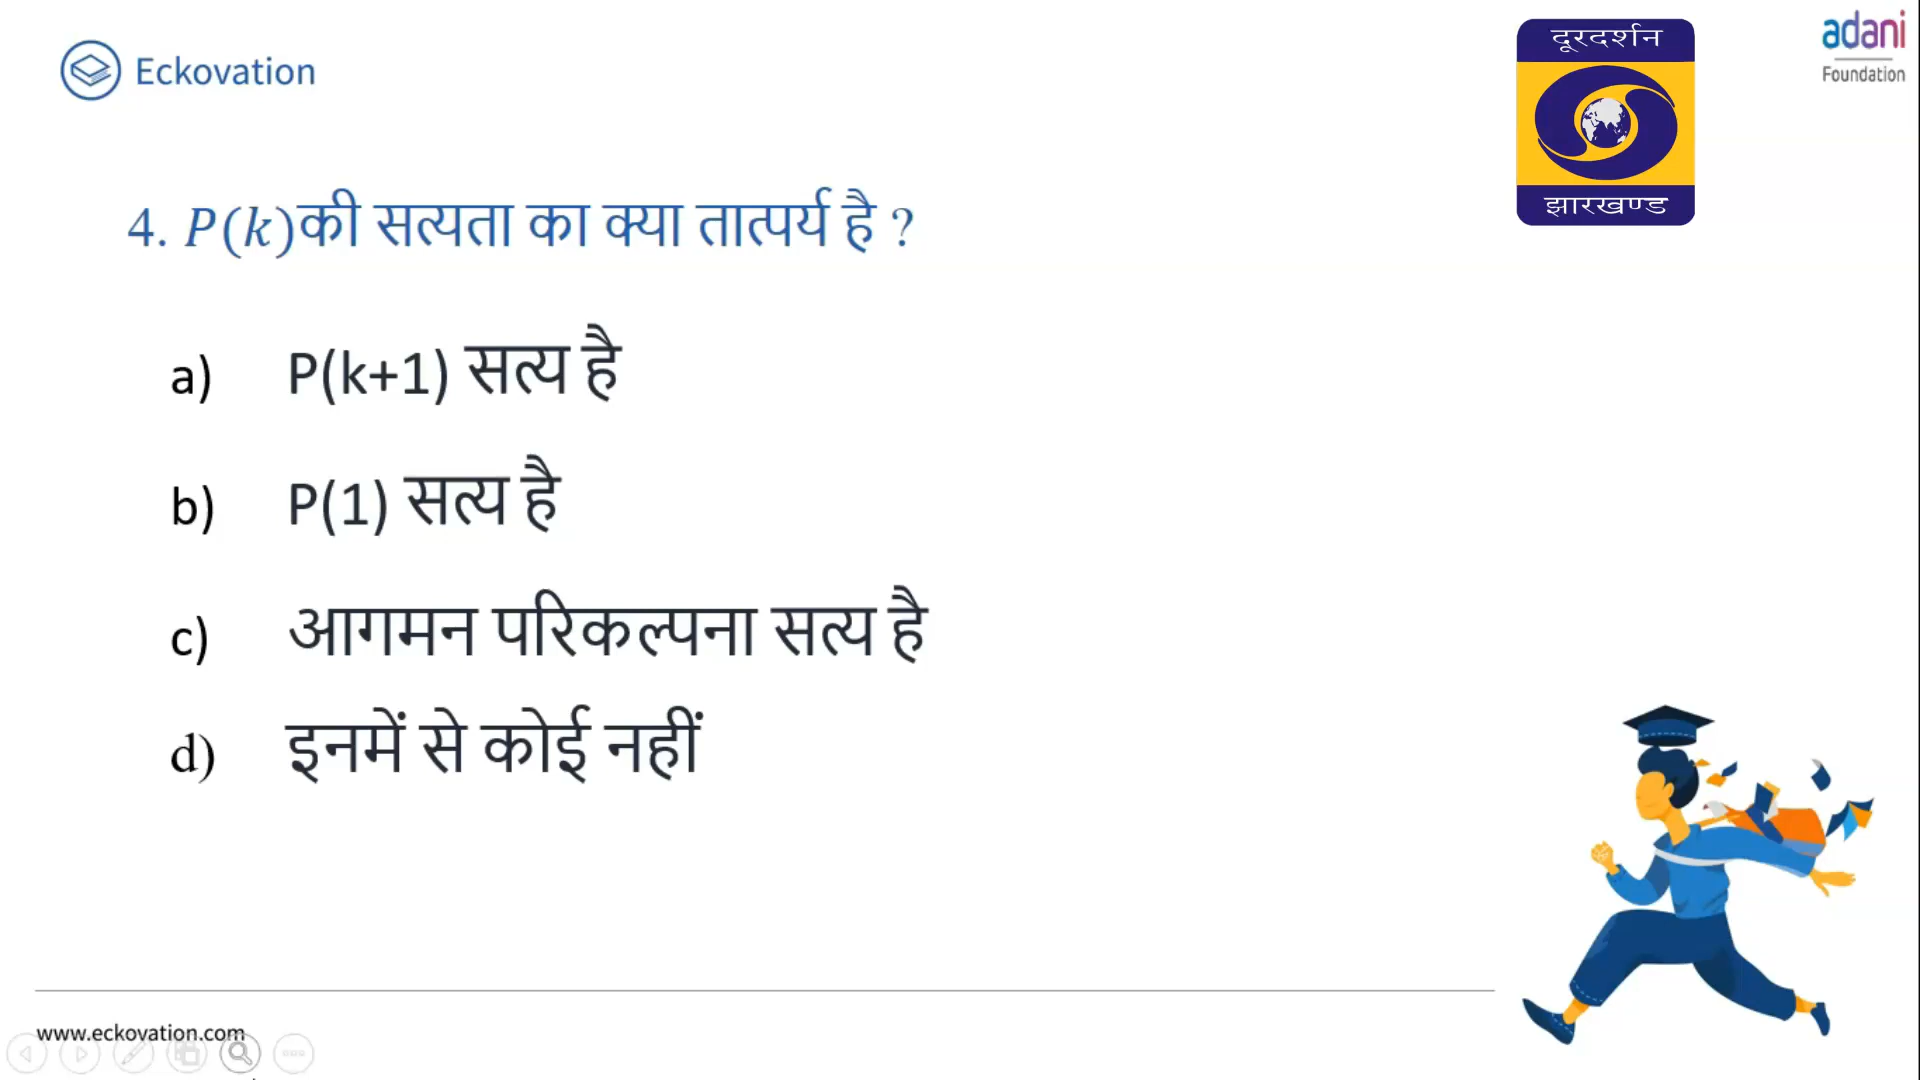 Eckovation
दूरदर्शन
झारखण्ड
adani
Foundation
4. P(k)की सत्यता का क्या तात्पर्य है ?
a) P(k+1) सत्य है
b) P(1) सत्य है
c) आगमन परिकल्पना सत्य है
d) इनमें से कोई नहीं
www.eckovation.com